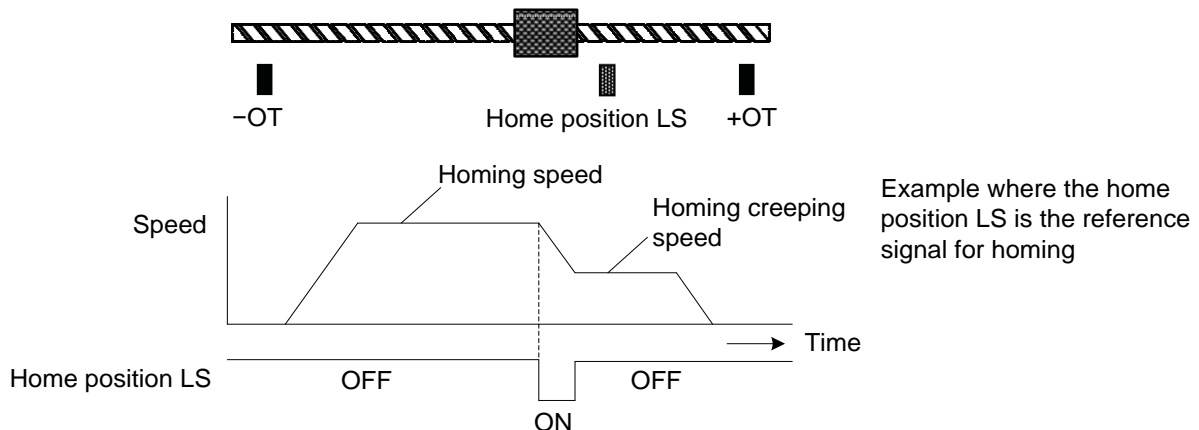 −OT
Home position LS
+OT
Homing speed
Speed
Homing creeping
speed
Example where the home
position LS is the reference
signal for homing
Time
Home position LS
OFF
OFF
ON